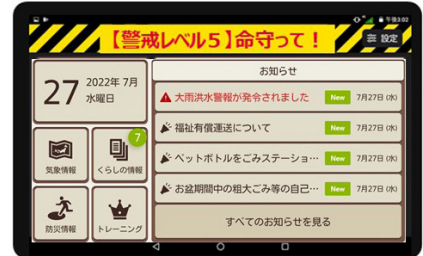 午後3:02
【警戒レベル5】命守って！
設定
27
2022年 7月
水曜日
お知らせ
大雨洪水警報が発令されました New 7月27日 (水)
福祉有償運送について New 7月27日 (水)
ペットボトルをごみステーショ… New 7月27日 (水)
お盆期間中の粗大ごみ等の自己… New 7月27日 (水)
すべてのお知らせを見る
気象情報
7
くらしの情報
防災情報
トレーニング